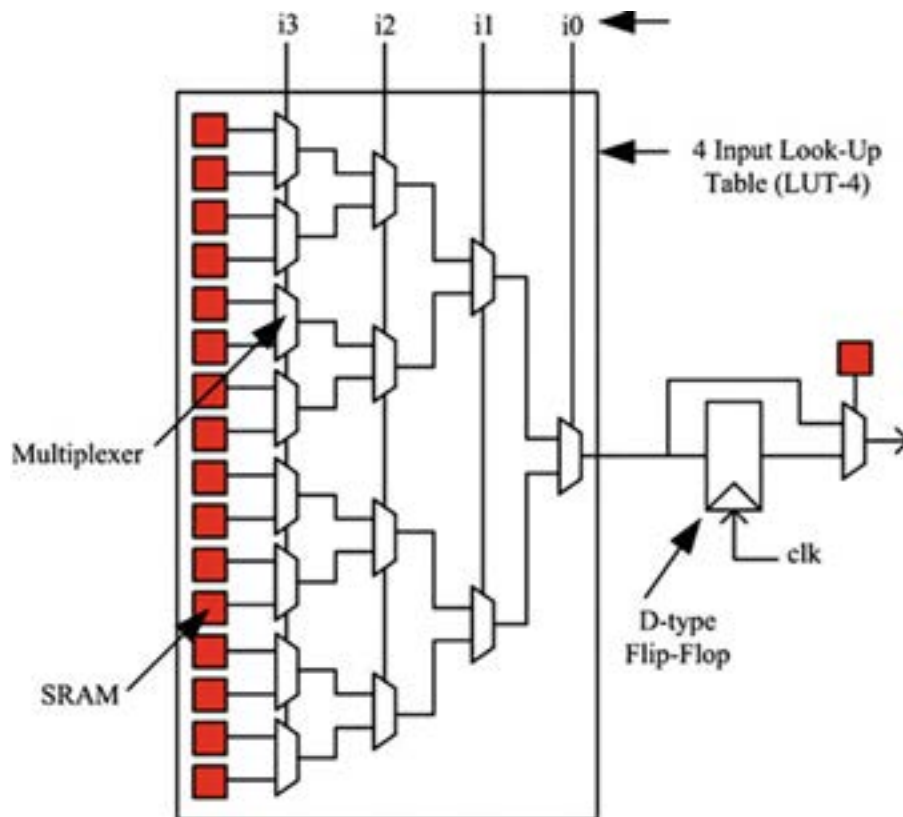 i3 i2 i1 i0
4 Input Look-Up
Table (LUT-4)
Multiplexer
clk
D-type
Flip-Flop
SRAM